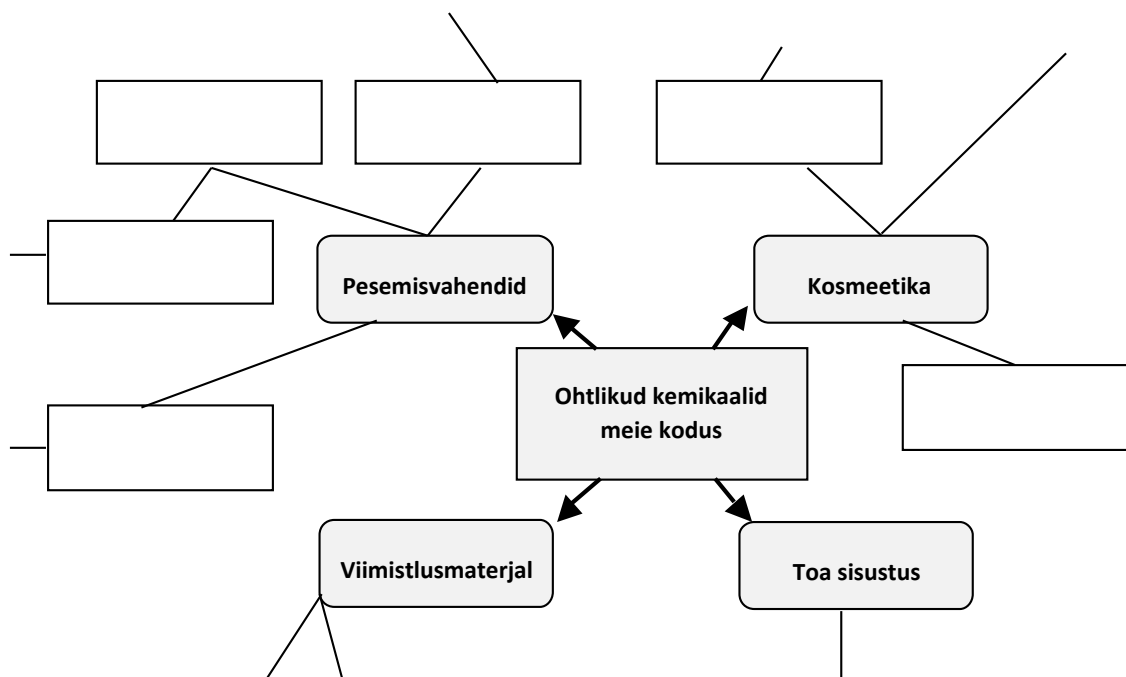 Pesemisvahendid
Kosmeetika
Ohtlikud kemikaalid
meie kodus
Viimistlusmaterjal
Toa sisustus